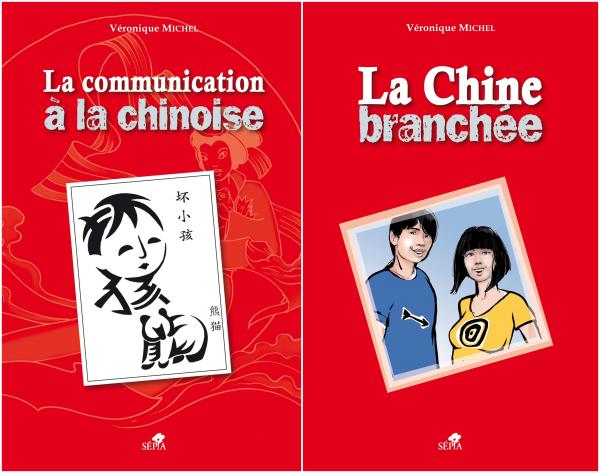 Véronique MICHEL
La communication
à la chinoise
坏小孩
熊猫
SÉPIA
Véronique MICHEL
La Chine
branchée
SÉPIA